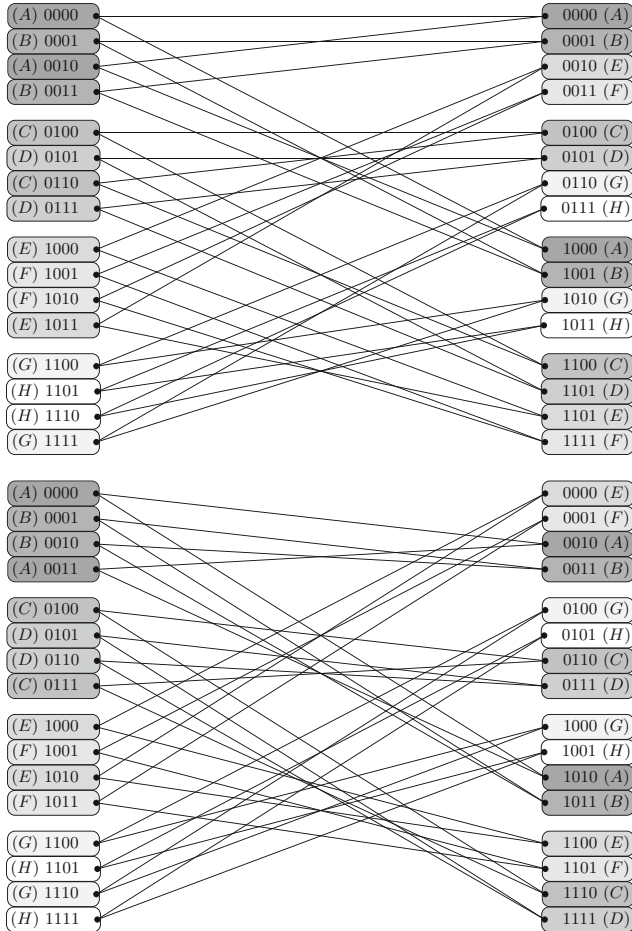 (A) 0000 0000 (A)
(B) 0001 0001 (B)
(A) 0010 0010 (E)
(B) 0011 0011 (F)
(C) 0100 0100 (C)
(D) 0101 0101 (D)
(C) 0110 0110 (G)
(D) 0111 0111 (H)
(E) 1000 1000 (A)
(F) 1001 1001 (B)
(F) 1010 1010 (G)
(E) 1011 1011 (H)
(G) 1100 1100 (C)
(H) 1101 1101 (D)
(H) 1110 1101 (E)
(G) 1111 1111 (F)
(A) 0000 0000 (E)
(B) 0001 0001 (F)
(B) 0010 0010 (A)
(A) 0011 0011 (B)
(C) 0100 0100 (G)
(D) 0101 0101 (H)
(D) 0110 0110 (C)
(C) 0111 0111 (D)
(E) 1000 1000 (G)
(F) 1001 1001 (H)
(E) 1010 1010 (A)
(F) 1011 1011 (B)
(G) 1100 1100 (E)
(H) 1101 1101 (F)
(G) 1110 1110 (C)
(H) 1111 1111 (D)